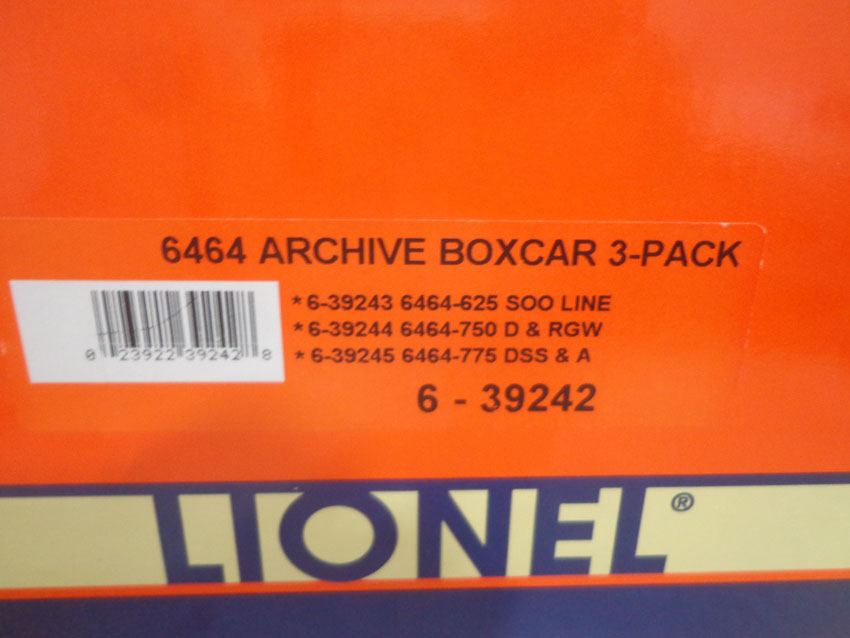 6464 ARCHIVE BOXCAR 3-PACK
*6-39243 6464-625 SOO LINE
*6-39244 6464-750 D & RGW
*6-39245 6464-775 DSS & A
0 23922 39242 8
6 - 39242
LIONEL®